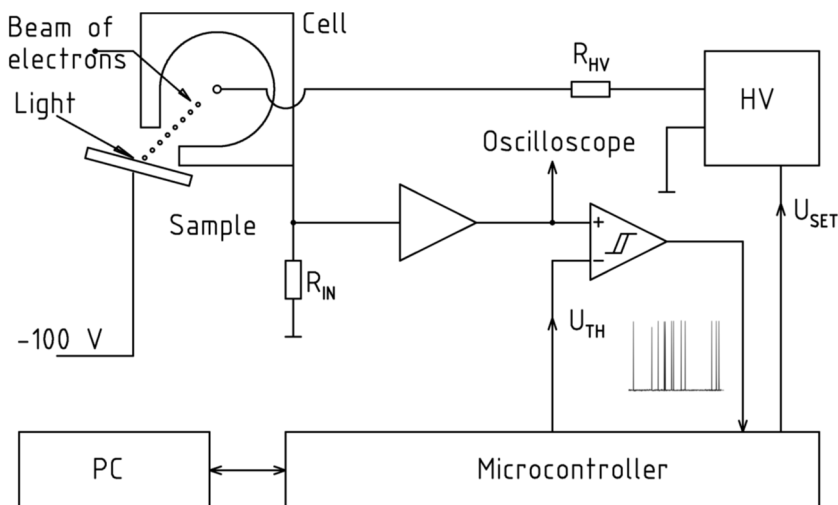 Beam of
electrons
Cell
Light
R_HV
HV
Oscilloscope
U_SET
Sample
R_IN
U_TH
-100 V
+
−
PC
Microcontroller